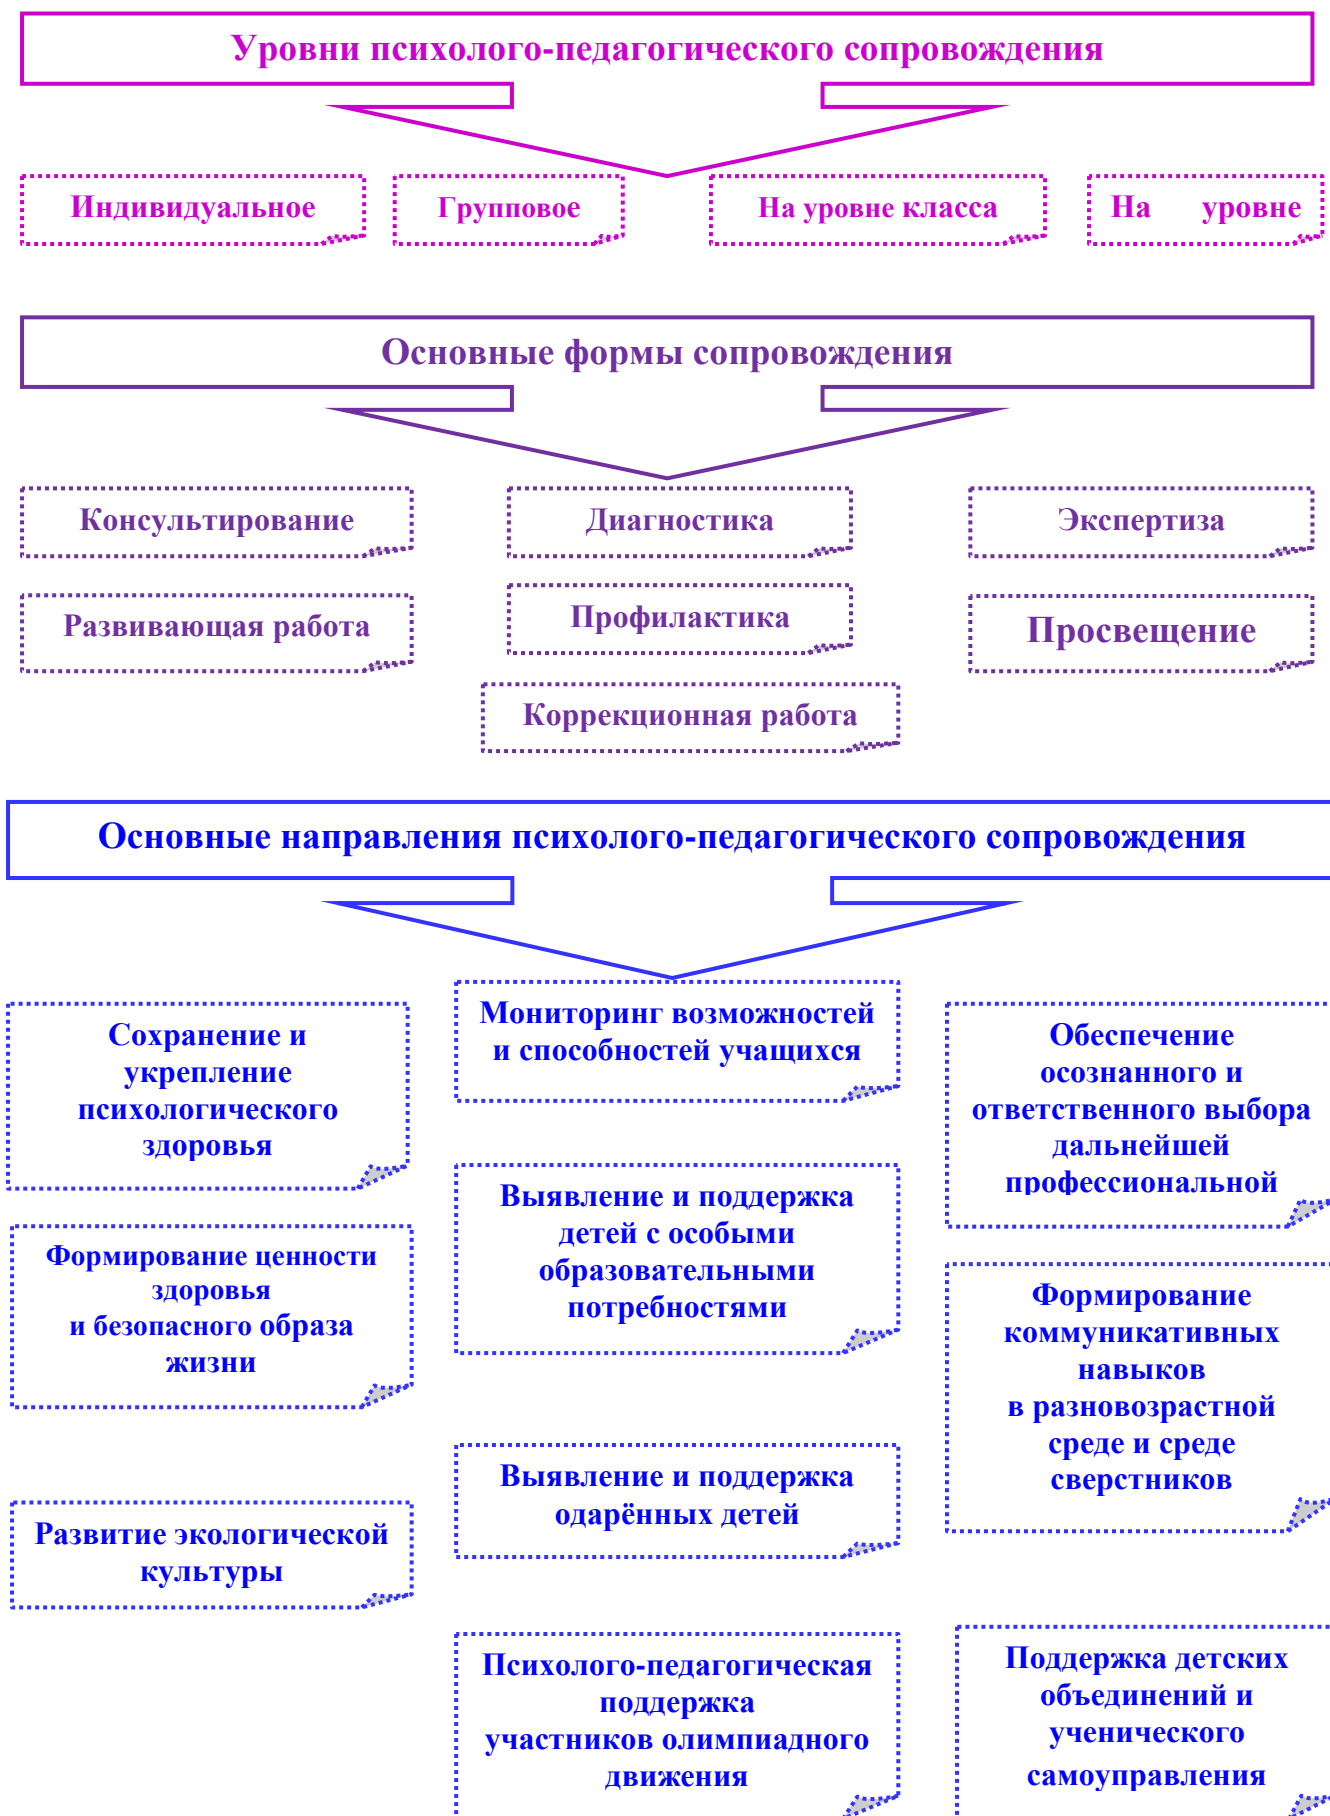 Уровни психолого-педагогического сопровождения
Индивидуальное
Групповое
На уровне класса
На уровне
Основные формы сопровождения
Консультирование
Диагностика
Экспертиза
Развивающая работа
Профилактика
Просвещение
Коррекционная работа
Основные направления психолого-педагогического сопровождения
Сохранение и
укрепление
психологического
здоровья
Мониторинг возможностей
и способностей учащихся
Обеспечение
осознанного и
ответственного выбора
дальнейшей
профессиональной
Формирование ценности
здоровья
и безопасного образа
жизни
Выявление и поддержка
детей с особыми
образовательными
потребностями
Формирование
коммуникативных
навыков
в разновозрастной
среде и среде
сверстников
Развитие экологической
культуры
Выявление и поддержка
одарённых детей
Психолого-педагогическая
поддержка
участников олимпиадного
движения
Поддержка детских
объединений и
ученического
самоуправления